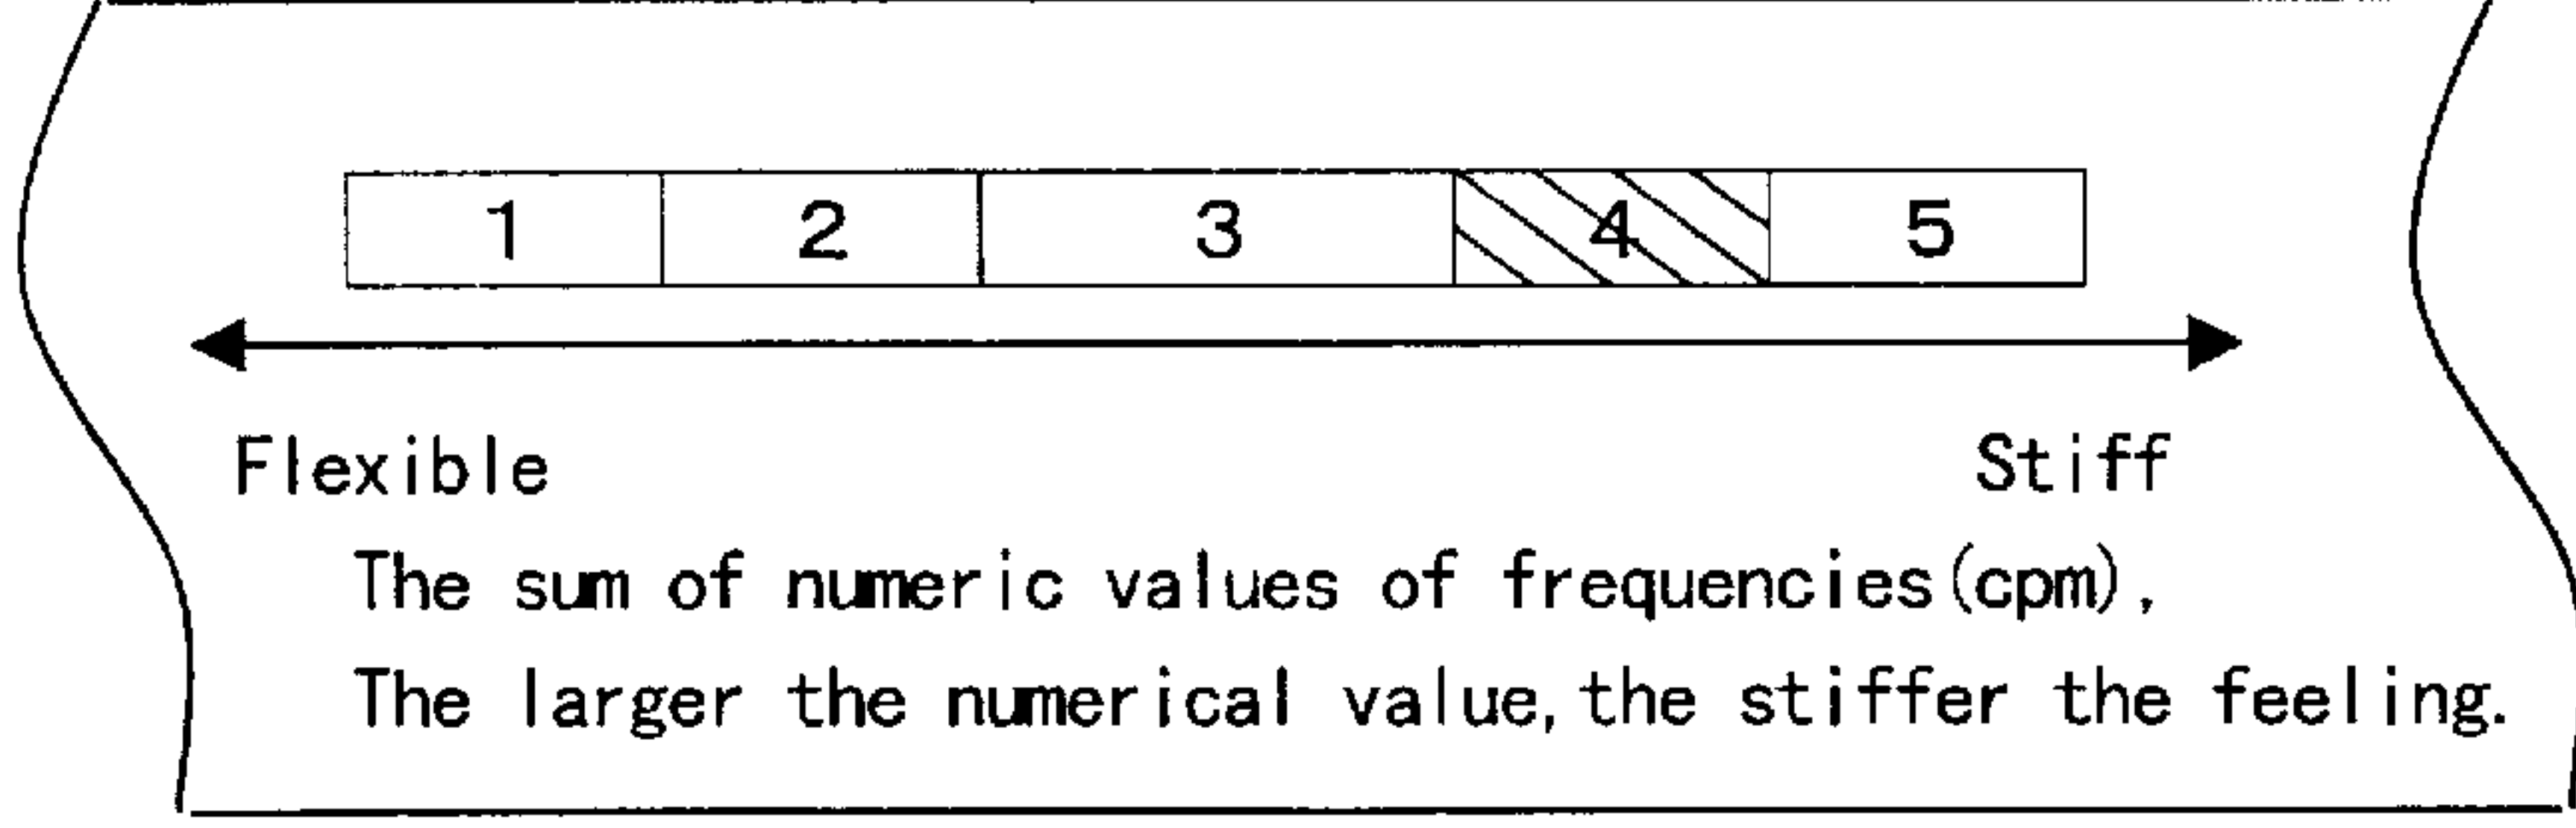 1 2 3 4 5
Flexible Stiff
The sum of numeric values of frequencies(cpm),
The larger the numerical value, the stiffer the feeling.